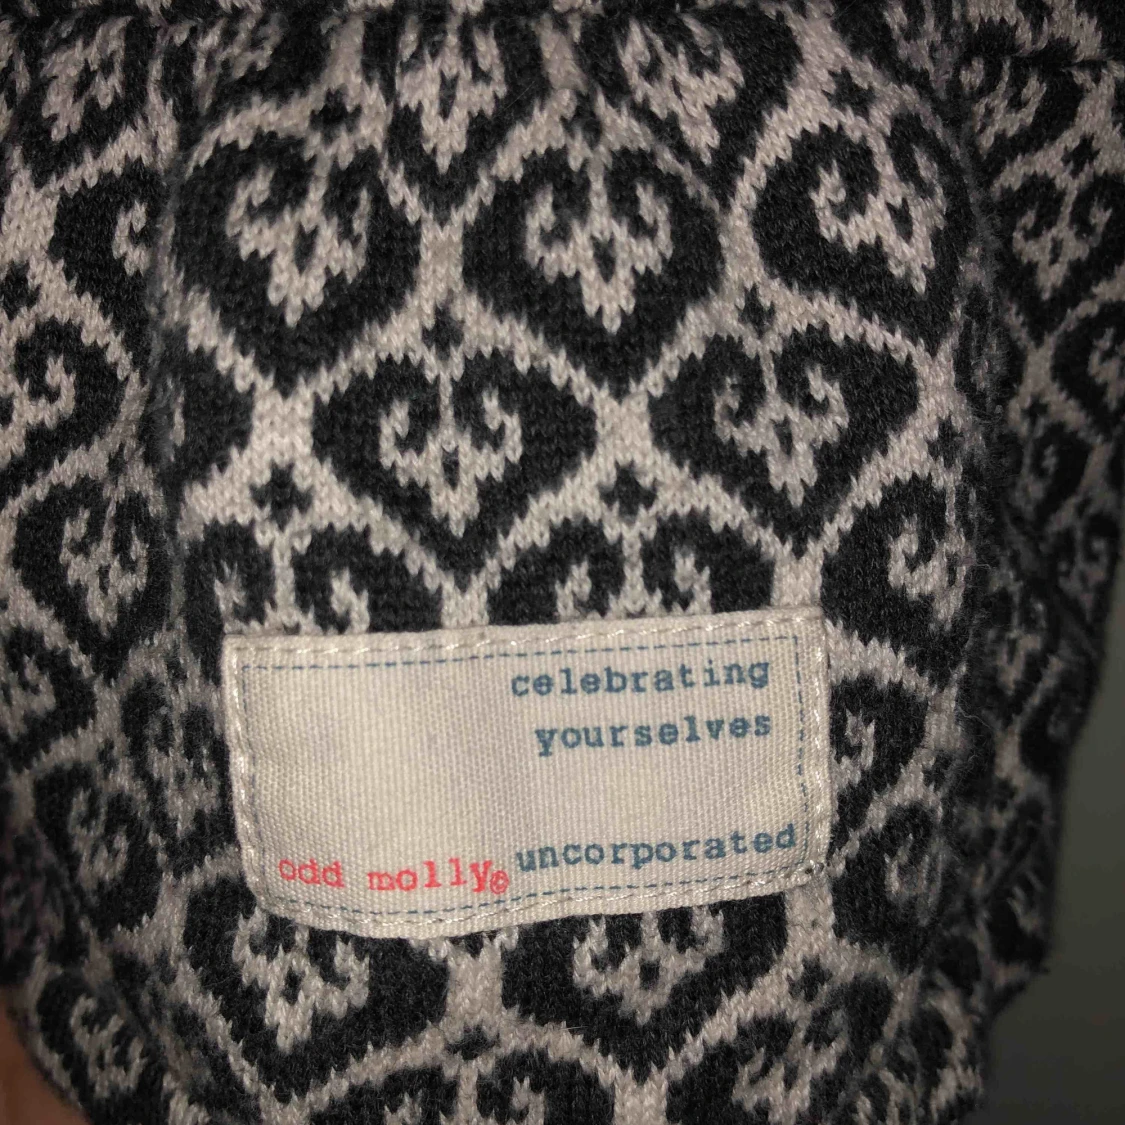 celebrating
yourselves
odd molly® uncorporated